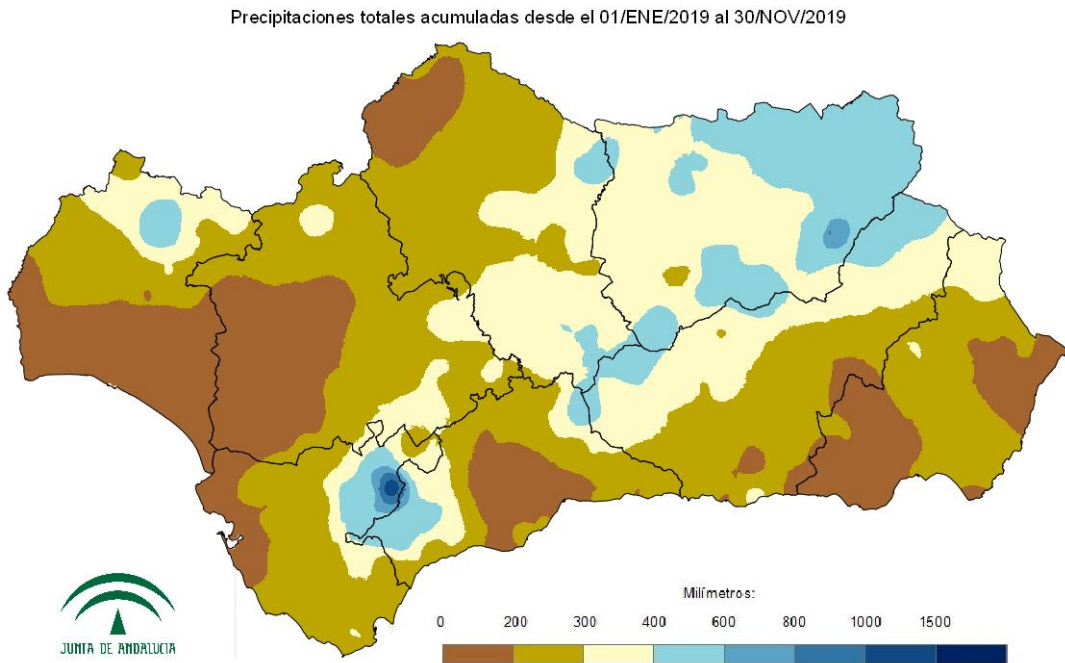 Precipitaciones totales acumuladas desde el 01/ENE/2019 al 30/NOV/2019
Milímetros:
0 200 300 400 600 800 1000 1500
JUNTA DE ANDALUCIA